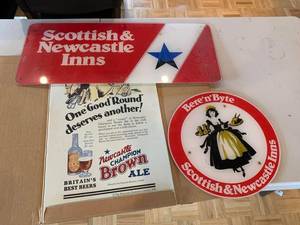 Scottish &
Newcastle
Inns
One Good Round
deserves another!
Newcastle
CHAMPION
Brown
ALE
BRITAIN'S
BEST BEERS
Bere'n'Byte
Scottish & Newcastle Inns